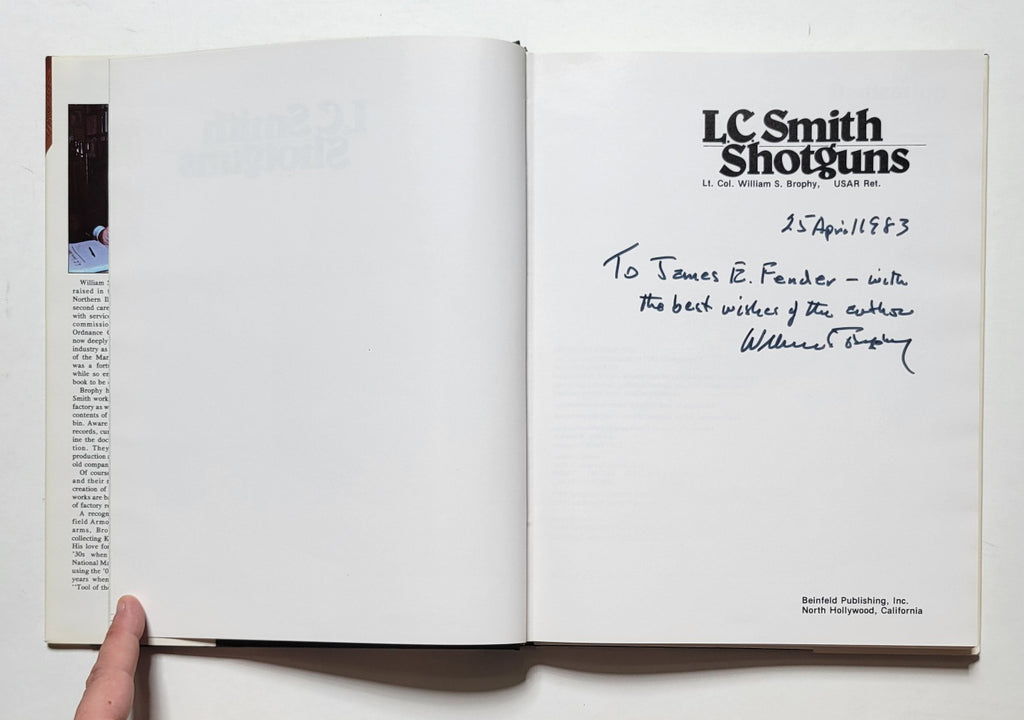 William S
raised in t
Northern Il
second care
with servic
commissio
Ordnance C
now deeply
industry as
of the Mar
was a fort
while so en
book to be
Brophy h
Smith work
factory as w
contents of
bin. Aware
records, cur
ine the doc
tion. They
production
old compan
Of course
and their
creation of
works are b
of factory r
A recogn
field Armo
arms, Bro
collecting K
His love fo
'30s when
National Ma
using the '0
years when
"Tool of th
LC Smith
Shotguns
Lt. Col. William S. Brophy, USAR Ret.
25 April 1983
To James E. Fender – with
the best wishes of the author
William S Brophy
Beinfeld Publishing, Inc.
North Hollywood, California